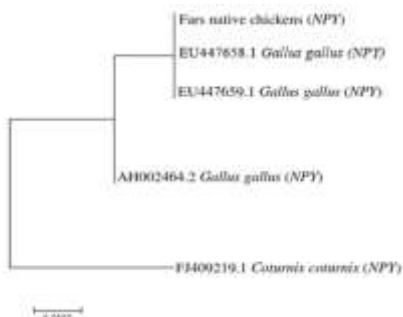 Fars native chickens (NPY)
EU447658.1 Gallus gallus (NPY)
EU447659.1 Gallus gallus (NPY)
AH002464.2 Gallus gallus (NPY)
FJ409219.1 Coturnix coturnix (NPY)